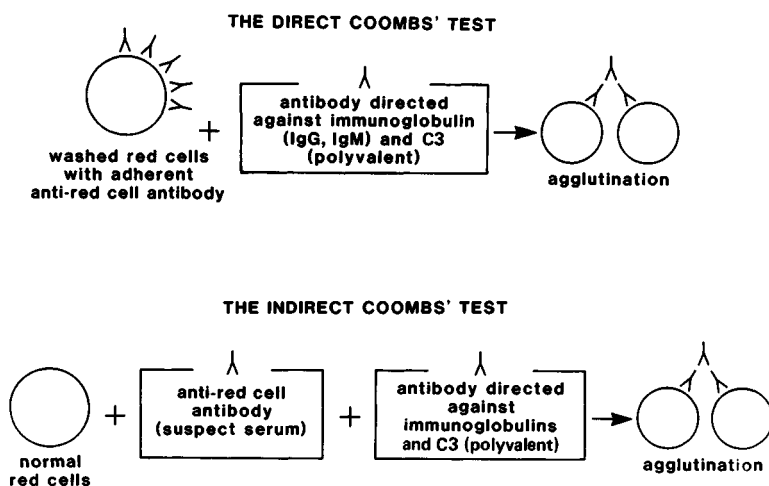 THE DIRECT COOMBS' TEST
washed red cells
with adherent
anti-red cell antibody
+
antibody directed
against immunoglobulin
(IgG, IgM) and C3
(polyvalent)
agglutination
THE INDIRECT COOMBS' TEST
normal
red cells
+
anti-red cell
antibody
(suspect serum)
+
antibody directed
against
immunoglobulins
and C3 (polyvalent)
agglutination